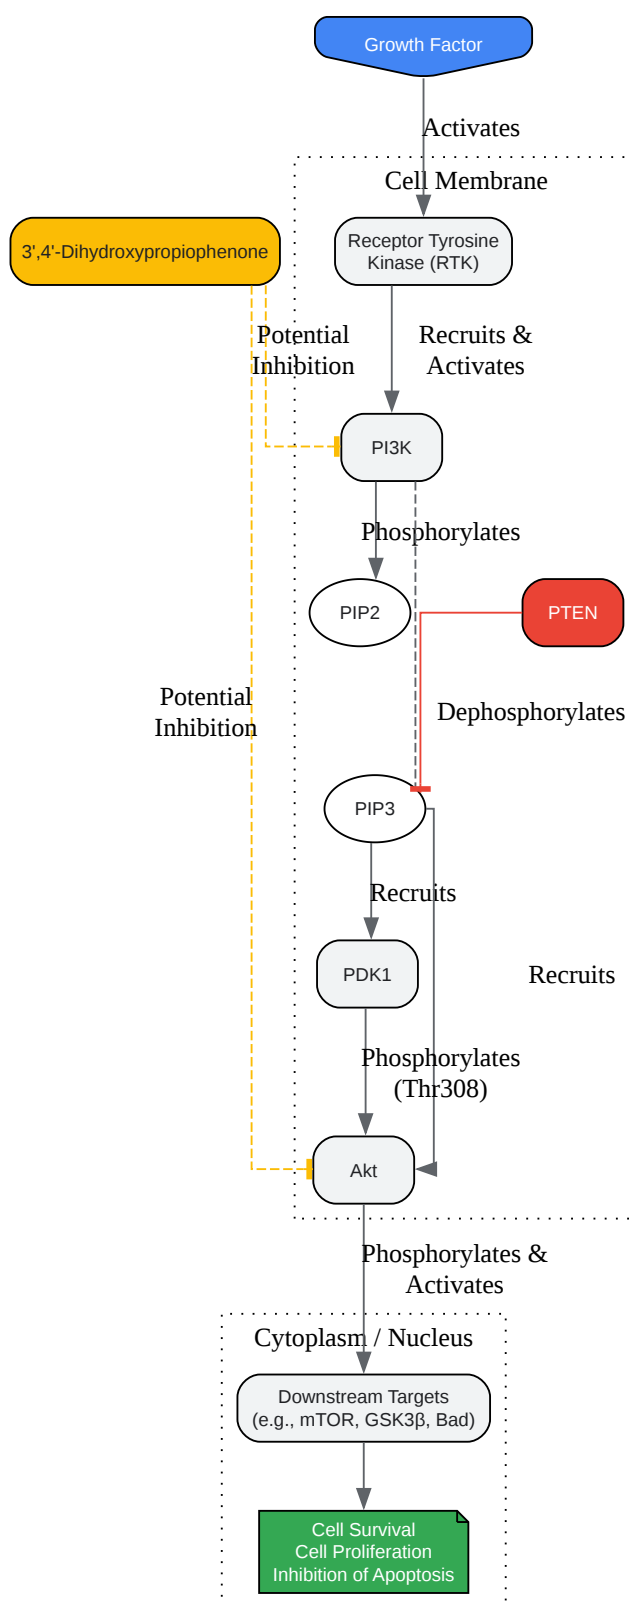 Growth Factor
Activates
Cell Membrane
3',4'-Dihydroxypropiophenone
Receptor Tyrosine
Kinase (RTK)
Potential
Inhibition
Recruits &
Activates
PI3K
Phosphorylates
PIP2
PTEN
Potential
Inhibition
Dephosphorylates
PIP3
Recruits
PDK1
Recruits
Phosphorylates
(Thr308)
Akt
Phosphorylates &
Activates
Cytoplasm / Nucleus
Downstream Targets
(e.g., mTOR, GSK3β, Bad)
Cell Survival
Cell Proliferation
Inhibition of Apoptosis